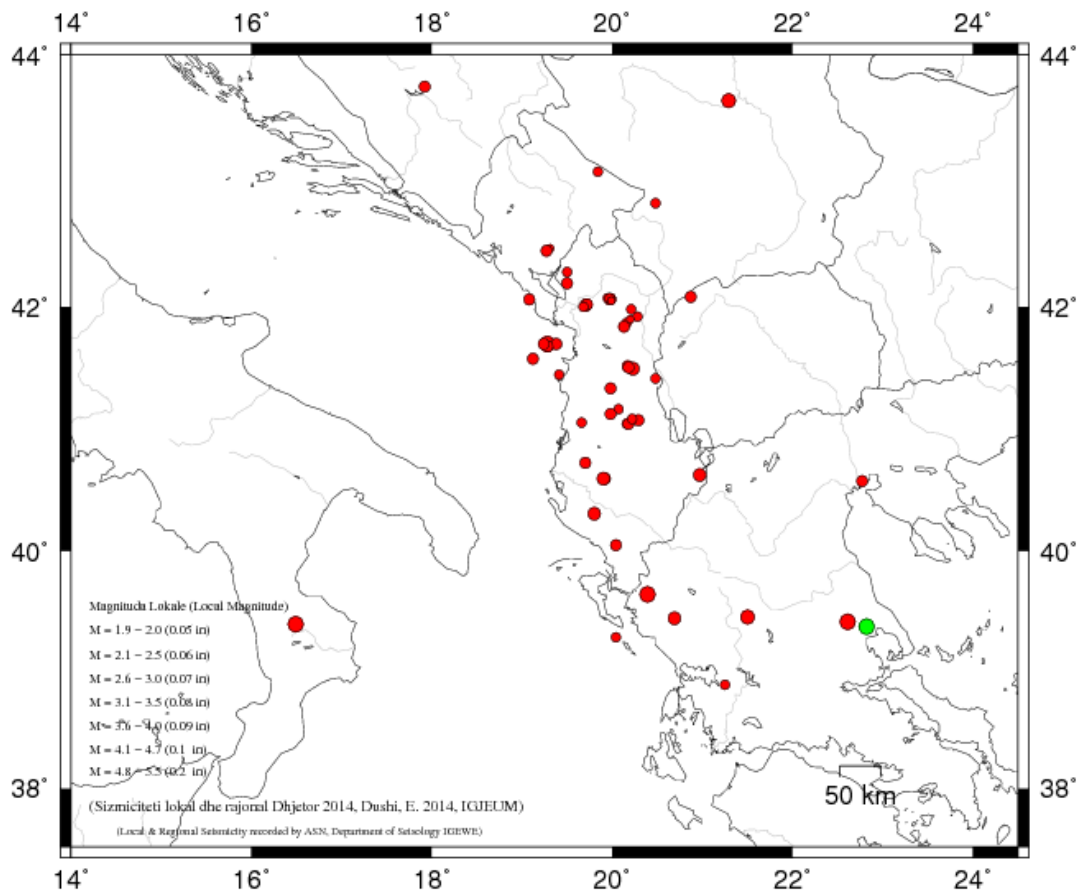 14° 16° 18° 20° 22° 24°
44° 44°
42° 42°
40° 40°
Magnituda Lokale (Local Magnitude)
M = 1.9 − 2.0 (0.05 in)
M = 2.1 − 2.5 (0.06 in)
M = 2.6 − 3.0 (0.07 in)
M = 3.1 − 3.5 (0.08 in)
M = 3.6 − 4.0 (0.09 in)
M = 4.1 − 4.7 (0.1 in)
M = 4.8 − 5.5 (0.2 in)
38° 38°
50 km
(Sizmiciteti lokal dhe rajonal Dhjetor 2014, Dushi, E. 2014, IGJEUM)
(Local & Regional Seismicity recorded by ASN, Department of Seisology IGEWE)
14° 16° 18° 20° 22° 24°